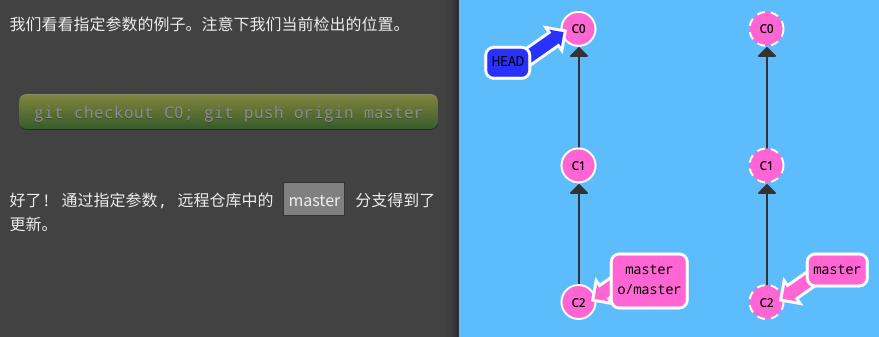 我们看看指定参数的例子。注意下我们当前检出的位置。
git checkout C0; git push origin master
好了！ 通过指定参数, 远程仓库中的 master 分支得到了
更新。
C0
HEAD
C1
master
o/master
C2
C0
C1
master
C2